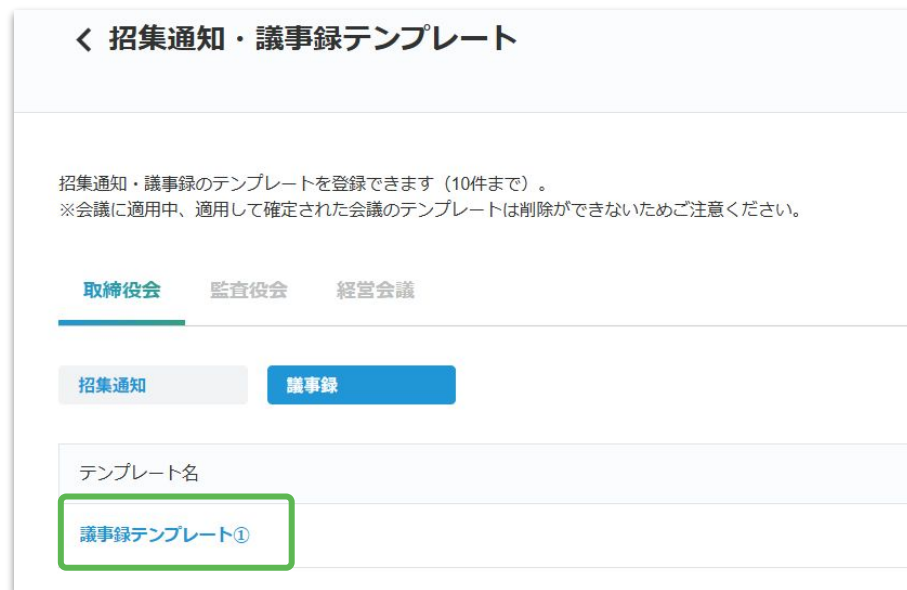 く 招集通知・議事録テンプレート
招集通知・議事録のテンプレートを登録できます（10件まで）。
※会議に適用中、適用して確定された会議のテンプレートは削除ができないためご注意ください。
取締役会 監査役会 経営会議
招集通知 議事録
テンプレート名
議事録テンプレート①